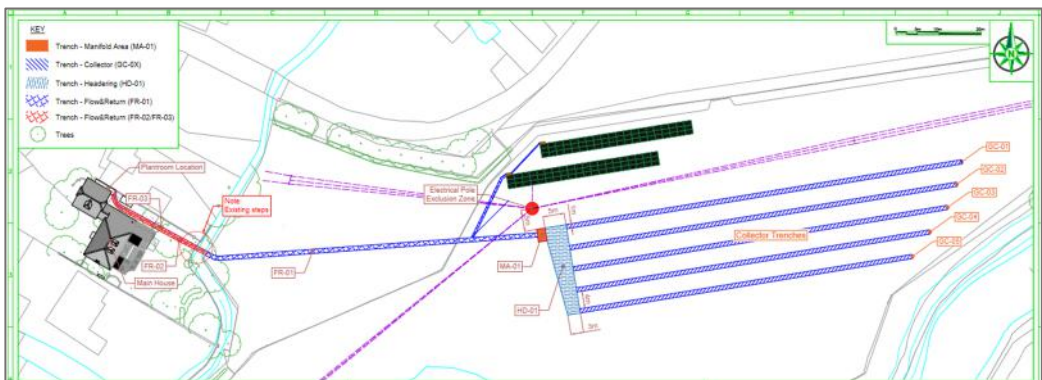 KEY
Trench - Manifold Area (MA-01)
Trench - Collector (GC-0X)
Trench - Headering (HD-01)
Trench - Flow&Return (FR-01)
Trench - Flow&Return (FR-02/FR-03)
Trees
N
Plantroom Location
FR-03
Note:
Existing steps
FR-02
Main House
FR-01
Electrical Pole
Exclusion Zone
MA-01
HD-01
Collector Trenches
GC-01
GC-02
GC-03
GC-04
GC-05
5m
5m